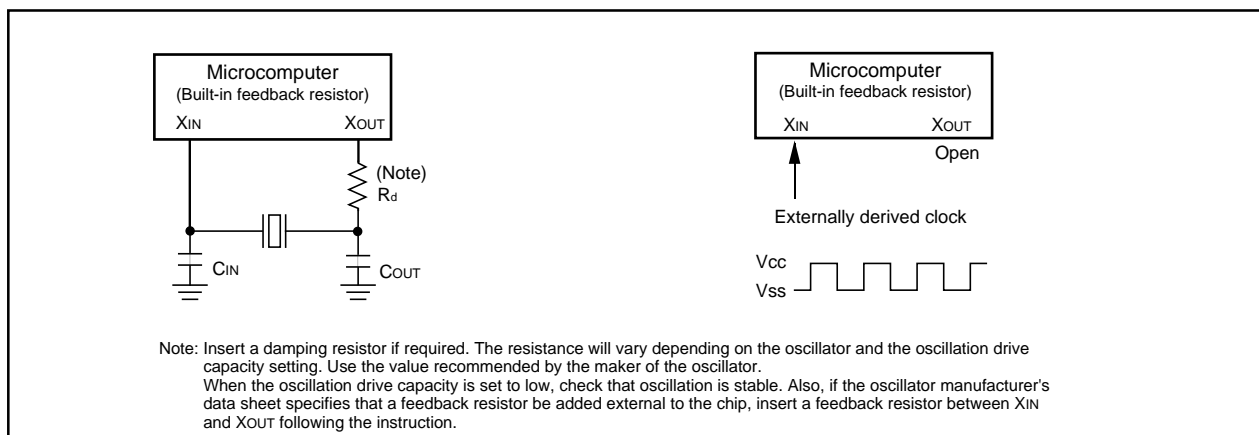 Microcomputer
(Built-in feedback resistor)
XIN XOUT
(Note)
Rd
CIN
COUT
Microcomputer
(Built-in feedback resistor)
XIN XOUT
Open
Externally derived clock
Vcc
Vss
Note: Insert a damping resistor if required. The resistance will vary depending on the oscillator and the oscillation drive
capacity setting. Use the value recommended by the maker of the oscillator.
When the oscillation drive capacity is set to low, check that oscillation is stable. Also, if the oscillator manufacturer's
data sheet specifies that a feedback resistor be added external to the chip, insert a feedback resistor between XIN
and XOUT following the instruction.